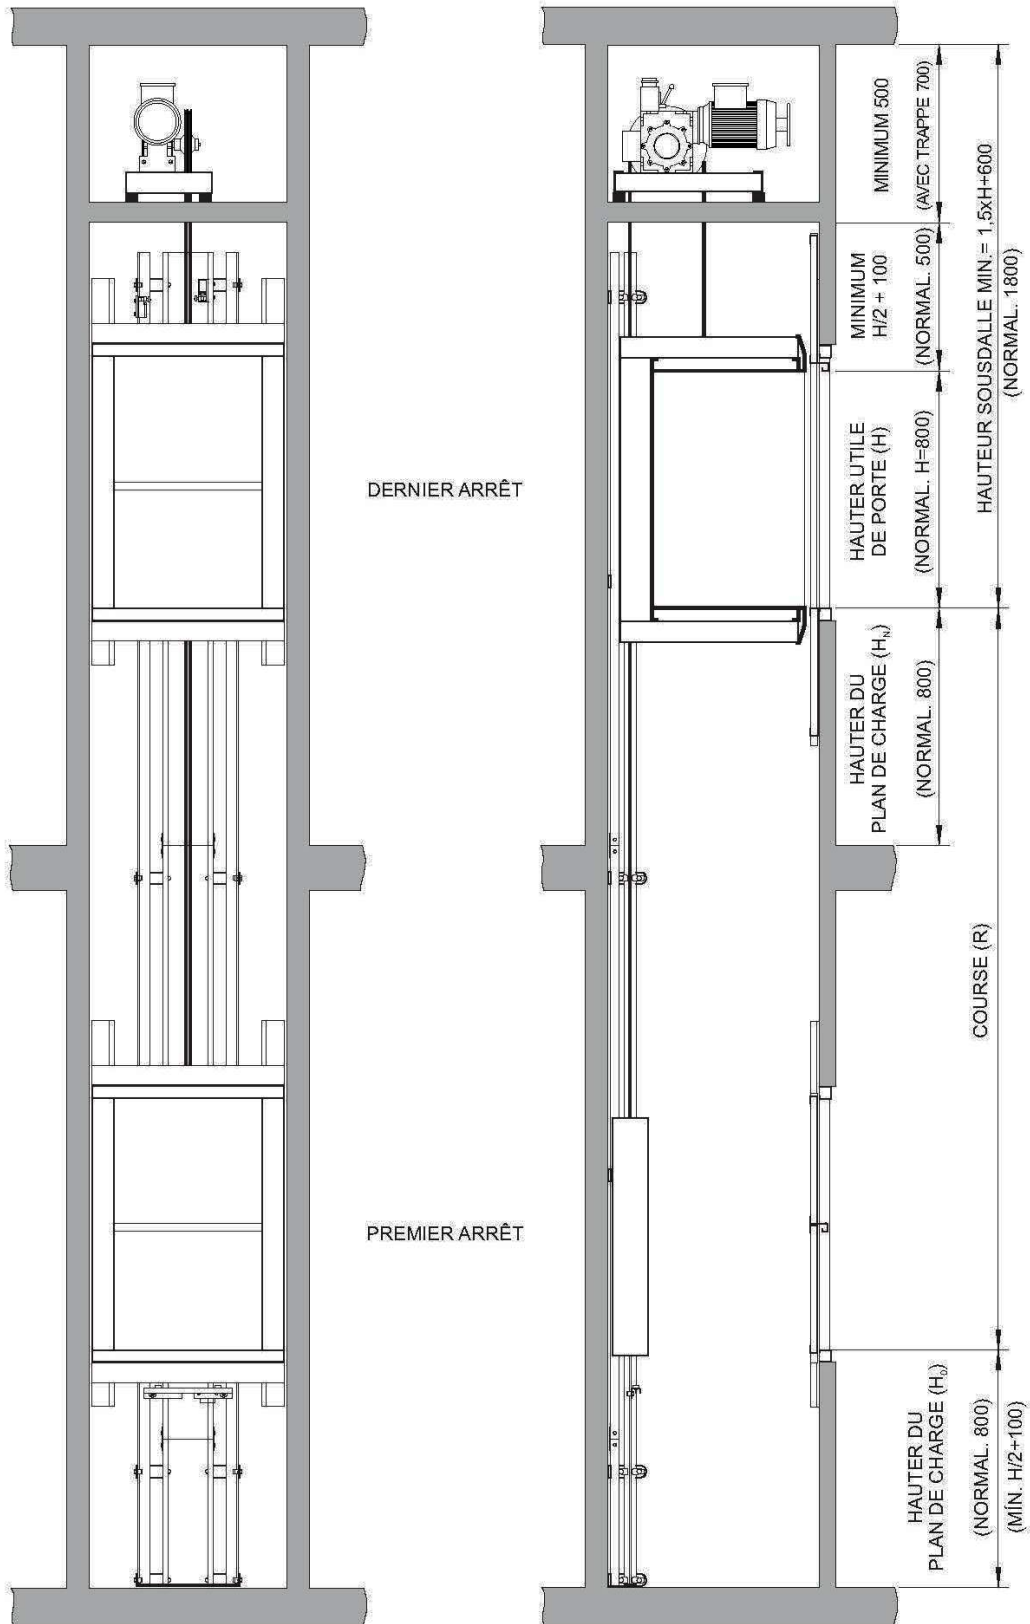 MINIMUM 500
(AVEC TRAPPE 700)
MINIMUM
H/2 + 100
(NORMAL. 500)
HAUTEUR SOUSDALLE MIN.= 1,5xH+600
(NORMAL. 1800)
HAUTER UTILE
DE PORTE (H)
(NORMAL. H=800)
DERNIER ARRÊT
HAUTER DU
PLAN DE CHARGE (HN)
(NORMAL. 800)
COURSE (R)
PREMIER ARRÊT
HAUTER DU
PLAN DE CHARGE (H0)
(NORMAL. 800)
(MÍN. H/2+100)